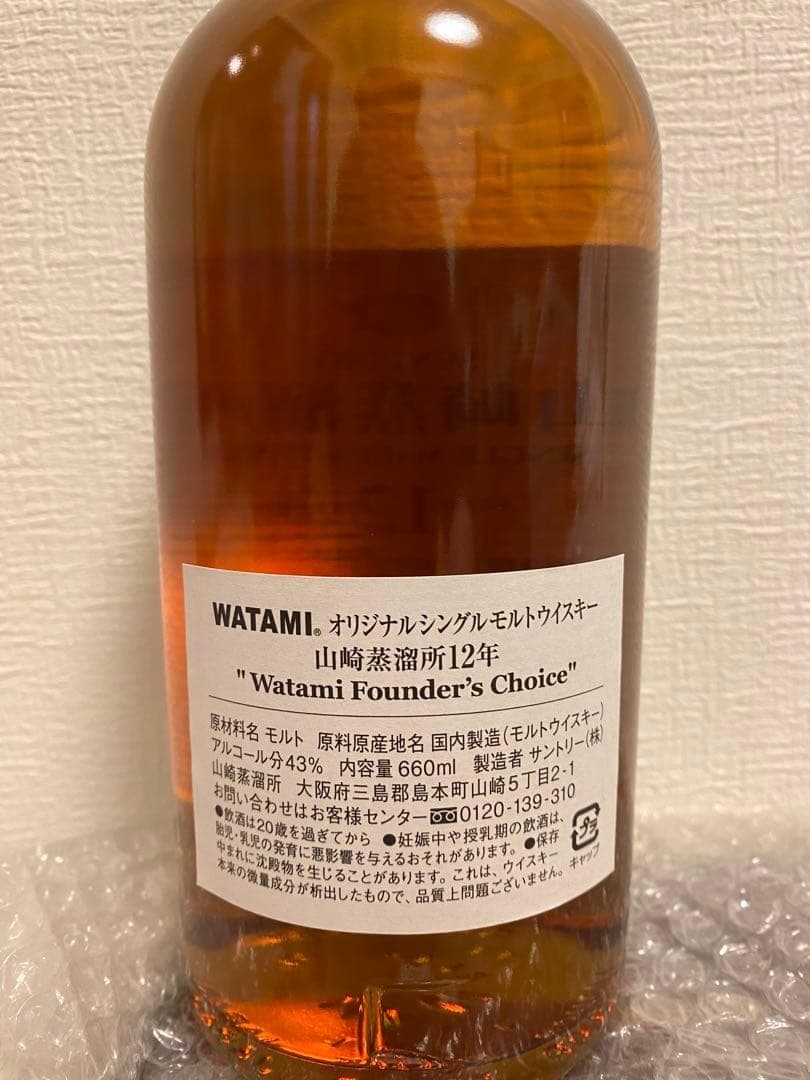 WATAMI® オリジナルシングルモルトウイスキー
山崎蒸溜所12年
"Watami Founder's Choice"
原材料名 モルト 原料原産地名 国内製造(モルトウイスキー)
アルコール分43% 内容量 660ml 製造者 サントリー(株)
山崎蒸溜所 大阪府三島郡島本町山崎5丁目2-1
お問い合わせはお客様センター 0120-139-310
●飲酒は20歳を過ぎてから ●妊娠中や授乳期の飲酒は、
胎児・乳児の発育に悪影響を与えるおそれがあります。 ●保存
中まれに沈殿物を生じることがあります。これは、ウイスキー
本来の微量成分が析出したもので、品質上問題ございません。
プラ
キャップ